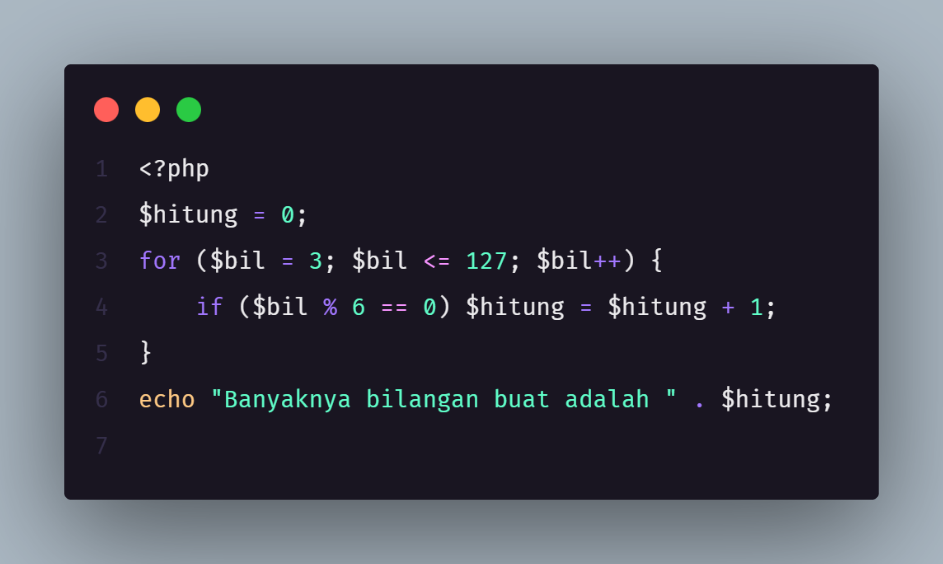 1 <?php
2 $hitung = 0;
3 for ($bil = 3; $bil <= 127; $bil++) {
4     if ($bil % 6 == 0) $hitung = $hitung + 1;
5 }
6 echo "Banyaknya bilangan buat adalah " . $hitung;
7